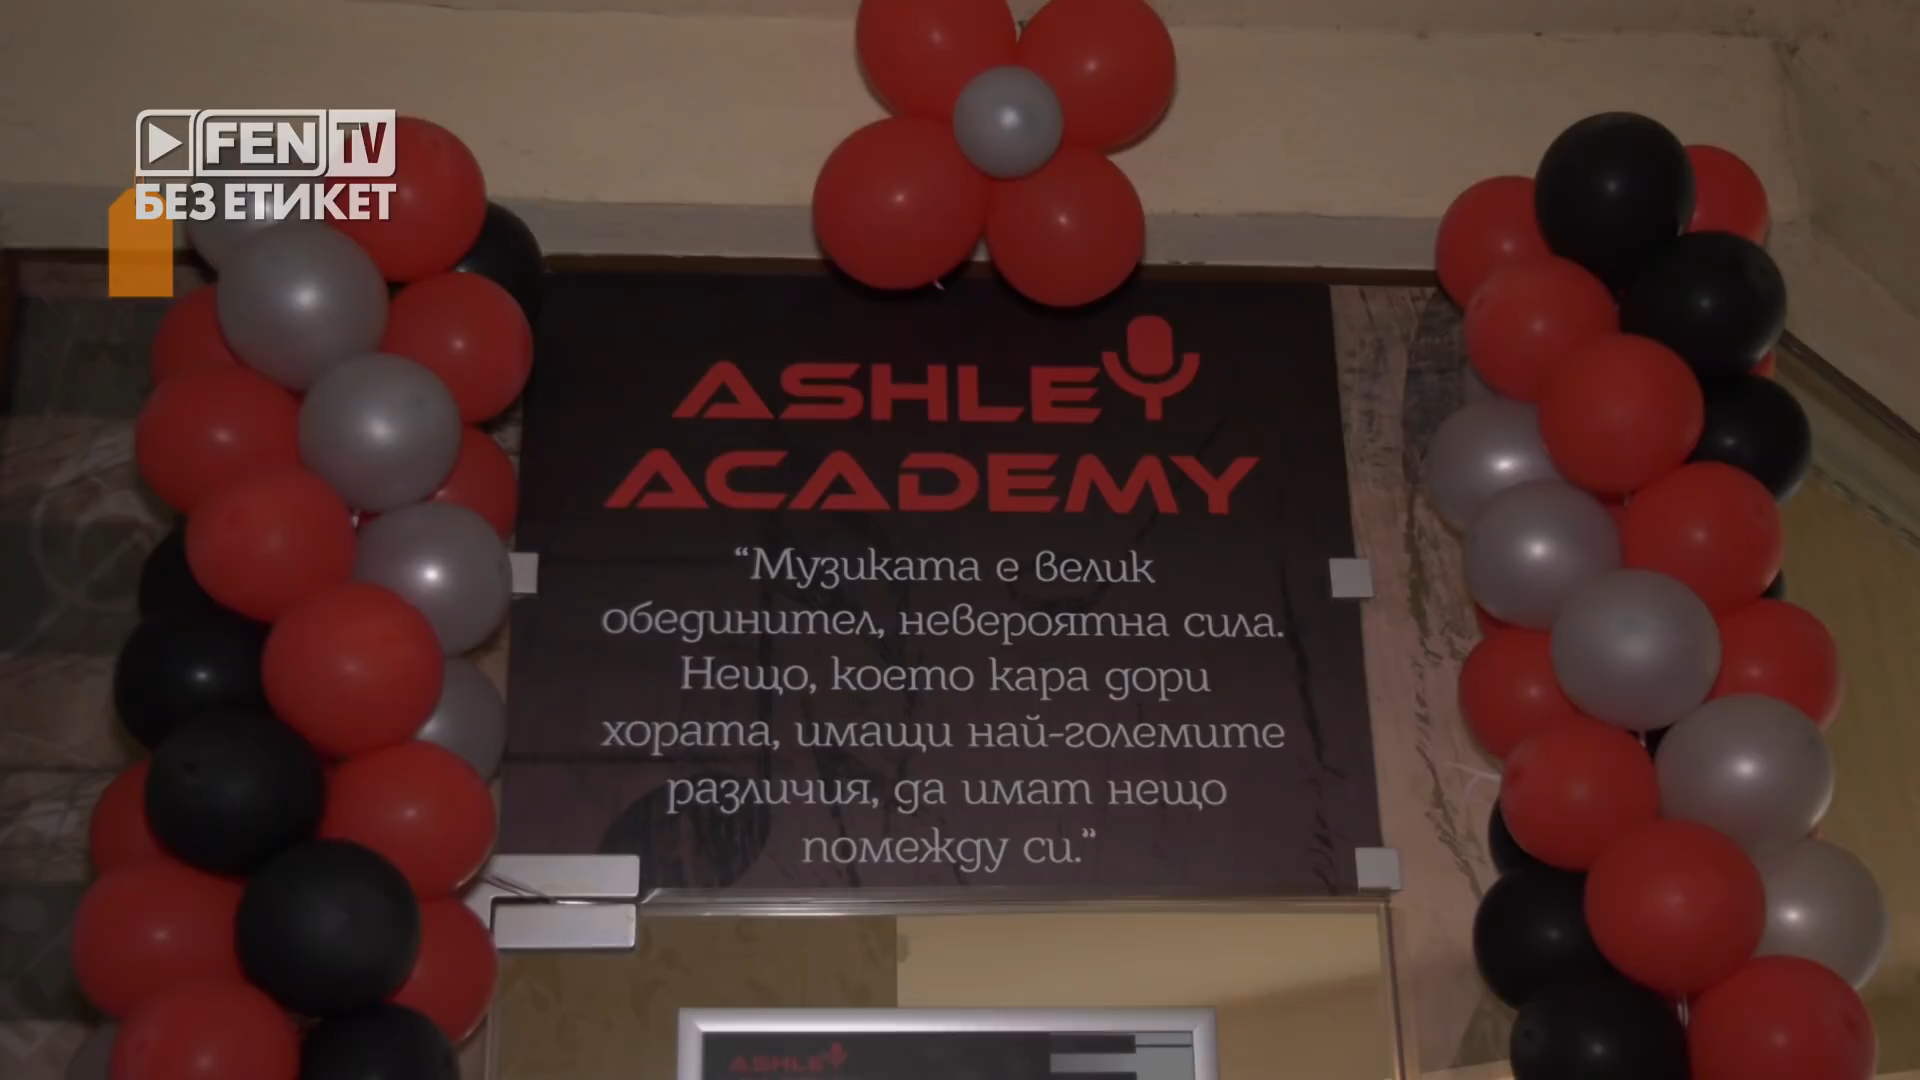 FEN TV
БЕЗ ЕТИКЕТ
ASHLEY
ACADEMY
“Музиката е велик
обединител, невероятна сила.
Нещо, което кара дори
хората, имащи най-големите
различия, да имат нещо
помежду си.”
ASHLEY